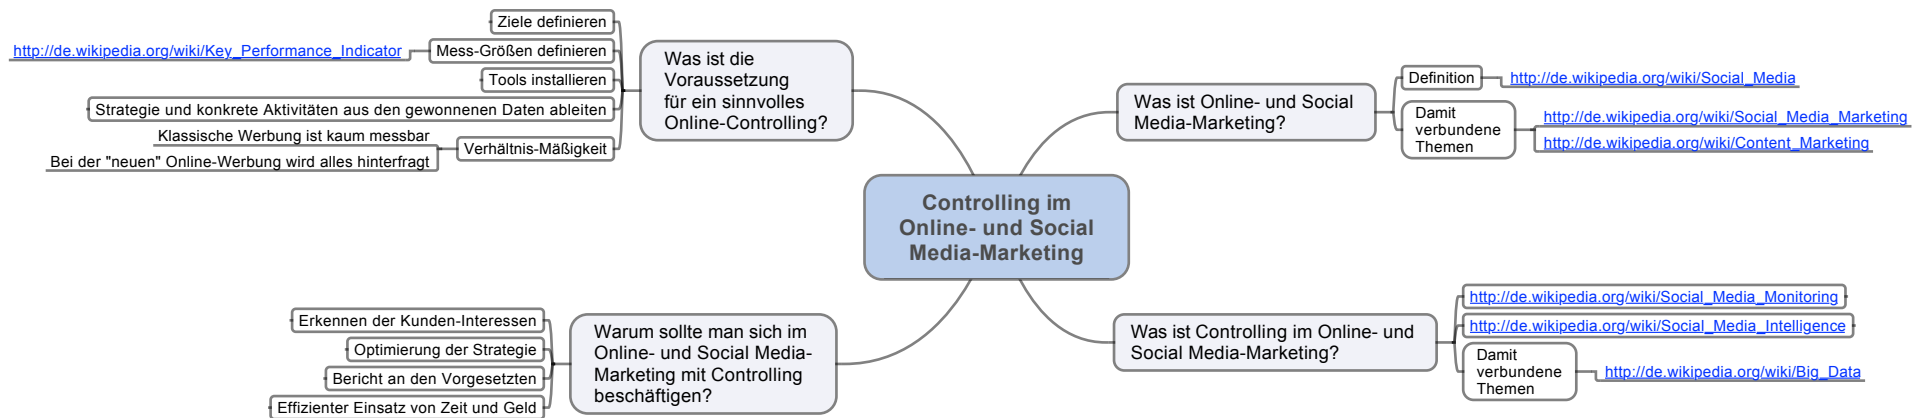 Controlling im
Online- und Social
Media-Marketing
Was ist Online- und Social
Media-Marketing?
Definition
http://de.wikipedia.org/wiki/Social_Media
Damit
verbundene
Themen
http://de.wikipedia.org/wiki/Social_Media_Marketing
http://de.wikipedia.org/wiki/Content_Marketing
Was ist Controlling im Online- und
Social Media-Marketing?
http://de.wikipedia.org/wiki/Social_Media_Monitoring
http://de.wikipedia.org/wiki/Social_Media_Intelligence
Damit
verbundene
Themen
http://de.wikipedia.org/wiki/Big_Data
Was ist die
Voraussetzung
für ein sinnvolles
Online-Controlling?
Ziele definieren
Mess-Größen definieren
http://de.wikipedia.org/wiki/Key_Performance_Indicator
Tools installieren
Strategie und konkrete Aktivitäten aus den gewonnenen Daten ableiten
Verhältnis-Mäßigkeit
Klassische Werbung ist kaum messbar
Bei der "neuen" Online-Werbung wird alles hinterfragt
Warum sollte man sich im
Online- und Social Media-
Marketing mit Controlling
beschäftigen?
Erkennen der Kunden-Interessen
Optimierung der Strategie
Bericht an den Vorgesetzten
Effizienter Einsatz von Zeit und Geld